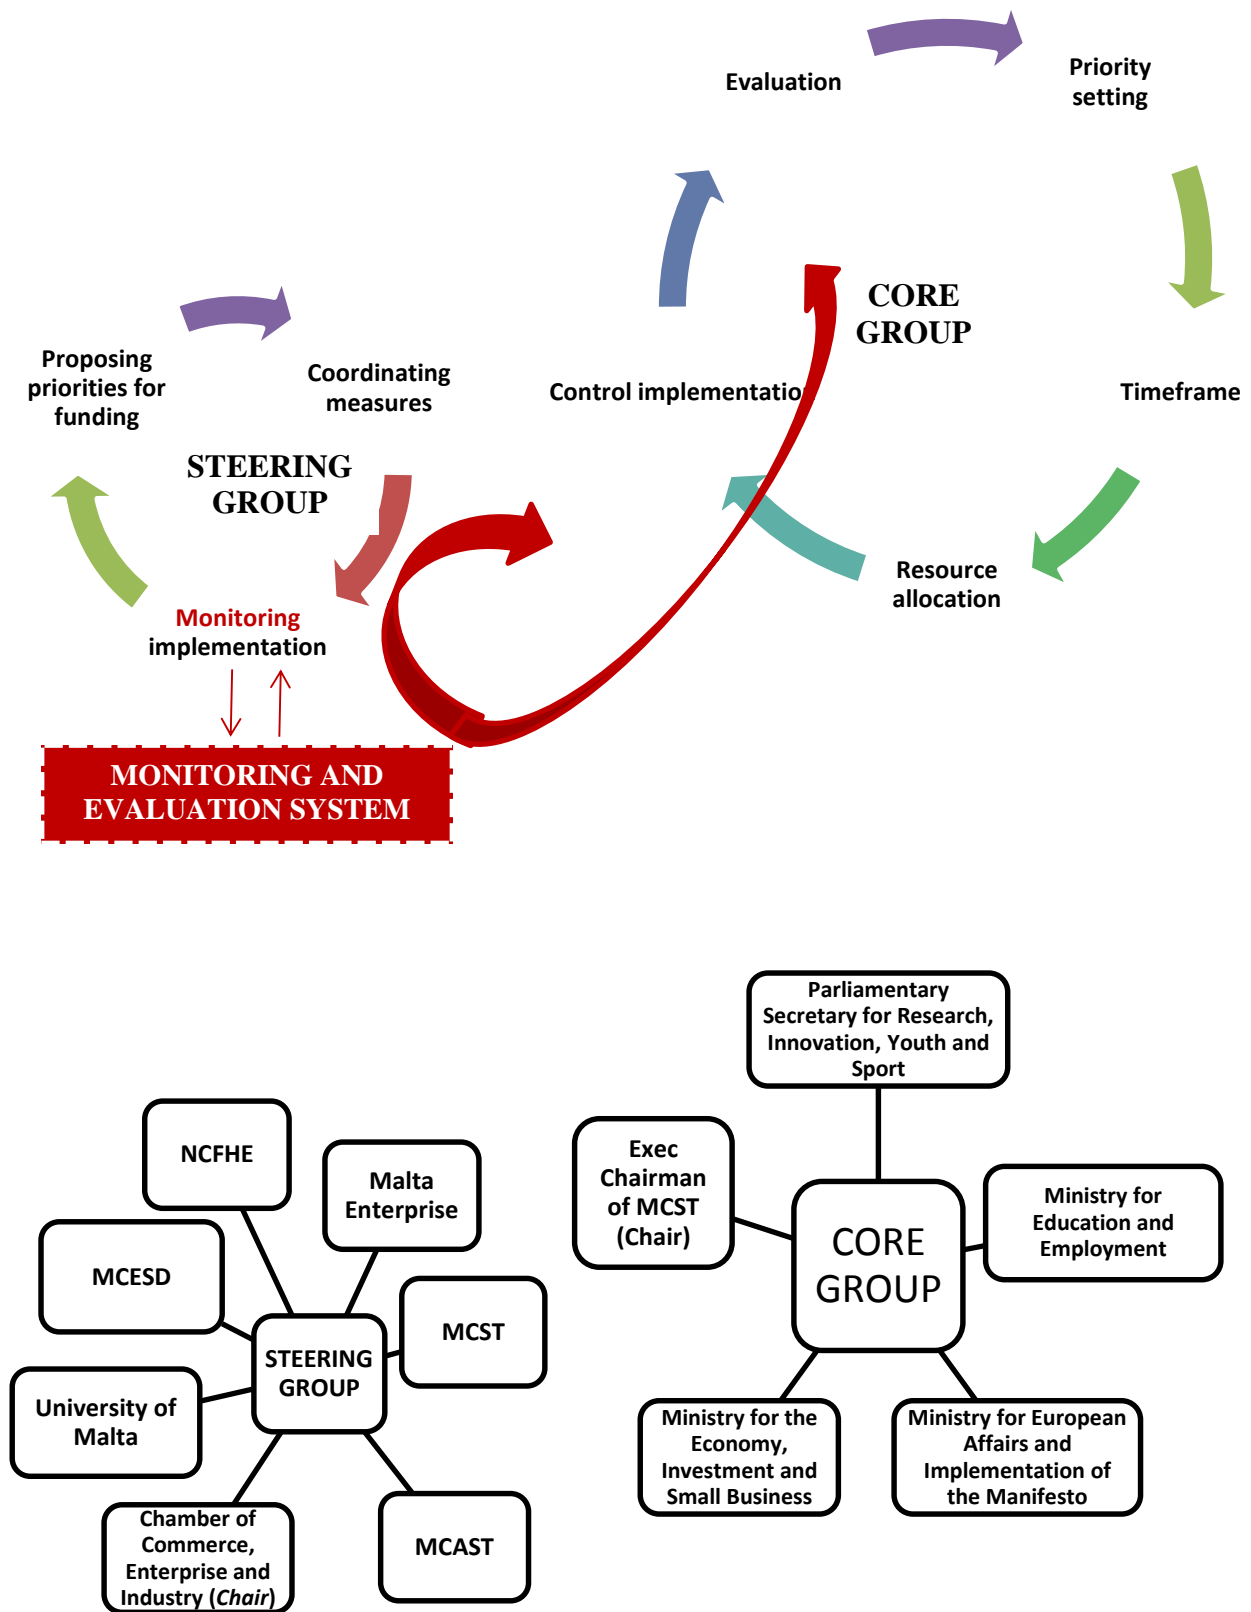 Evaluation
Priority
setting
CORE
GROUP
Proposing
priorities for
funding
Coordinating
measures
Control implementation
Timeframe
STEERING
GROUP
Resource
allocation
Monitoring
implementation
MONITORING AND
EVALUATION SYSTEM
Parliamentary
Secretary for Research,
Innovation, Youth and
Sport
NCFHE
Malta
Enterprise
Exec
Chairman
of MCST
(Chair)
Ministry for
Education and
Employment
CORE
GROUP
MCESD
MCST
STEERING
GROUP
University of
Malta
Ministry for the
Economy,
Investment and
Small Business
Ministry for European
Affairs and
Implementation of
the Manifesto
Chamber of
Commerce,
Enterprise and
Industry (Chair)
MCAST